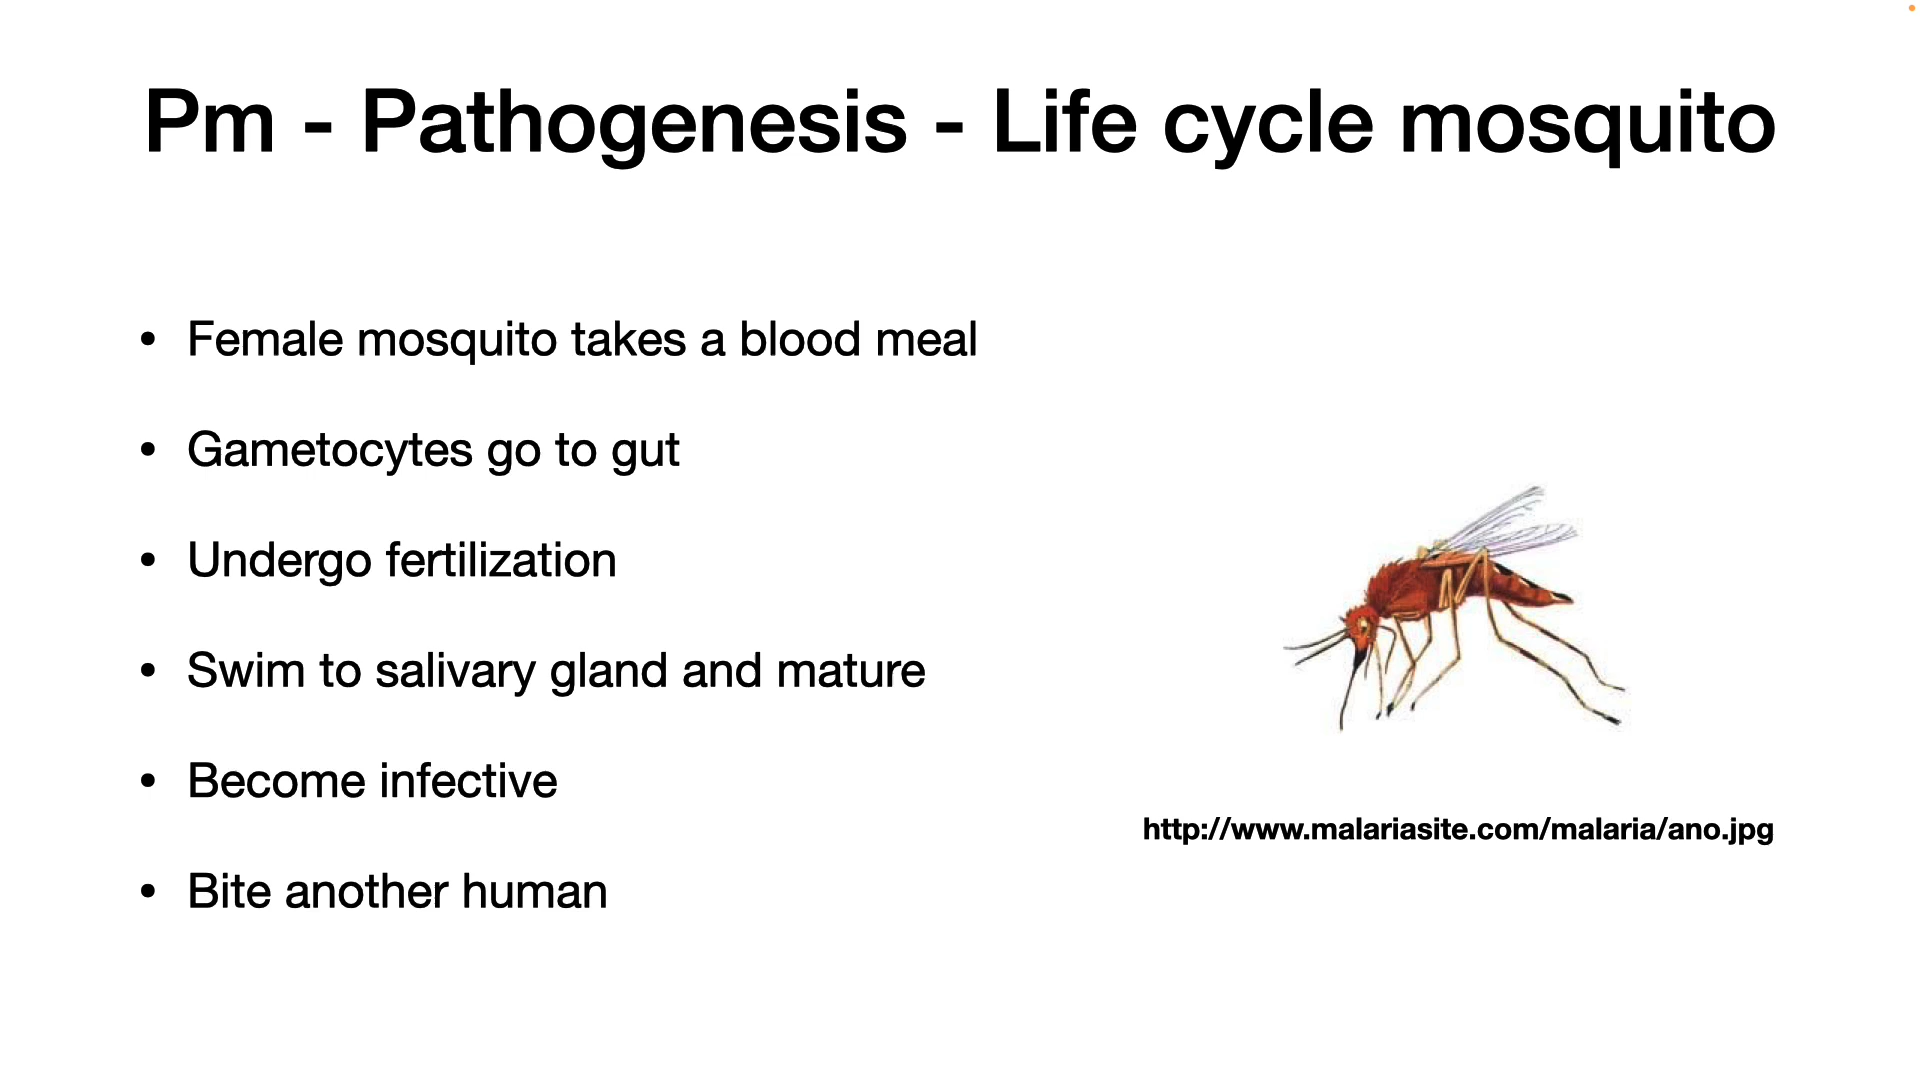 Pm - Pathogenesis - Life cycle mosquito
• Female mosquito takes a blood meal
• Gametocytes go to gut
• Undergo fertilization
• Swim to salivary gland and mature
• Become infective
• Bite another human
http://www.malariasite.com/malaria/ano.jpg